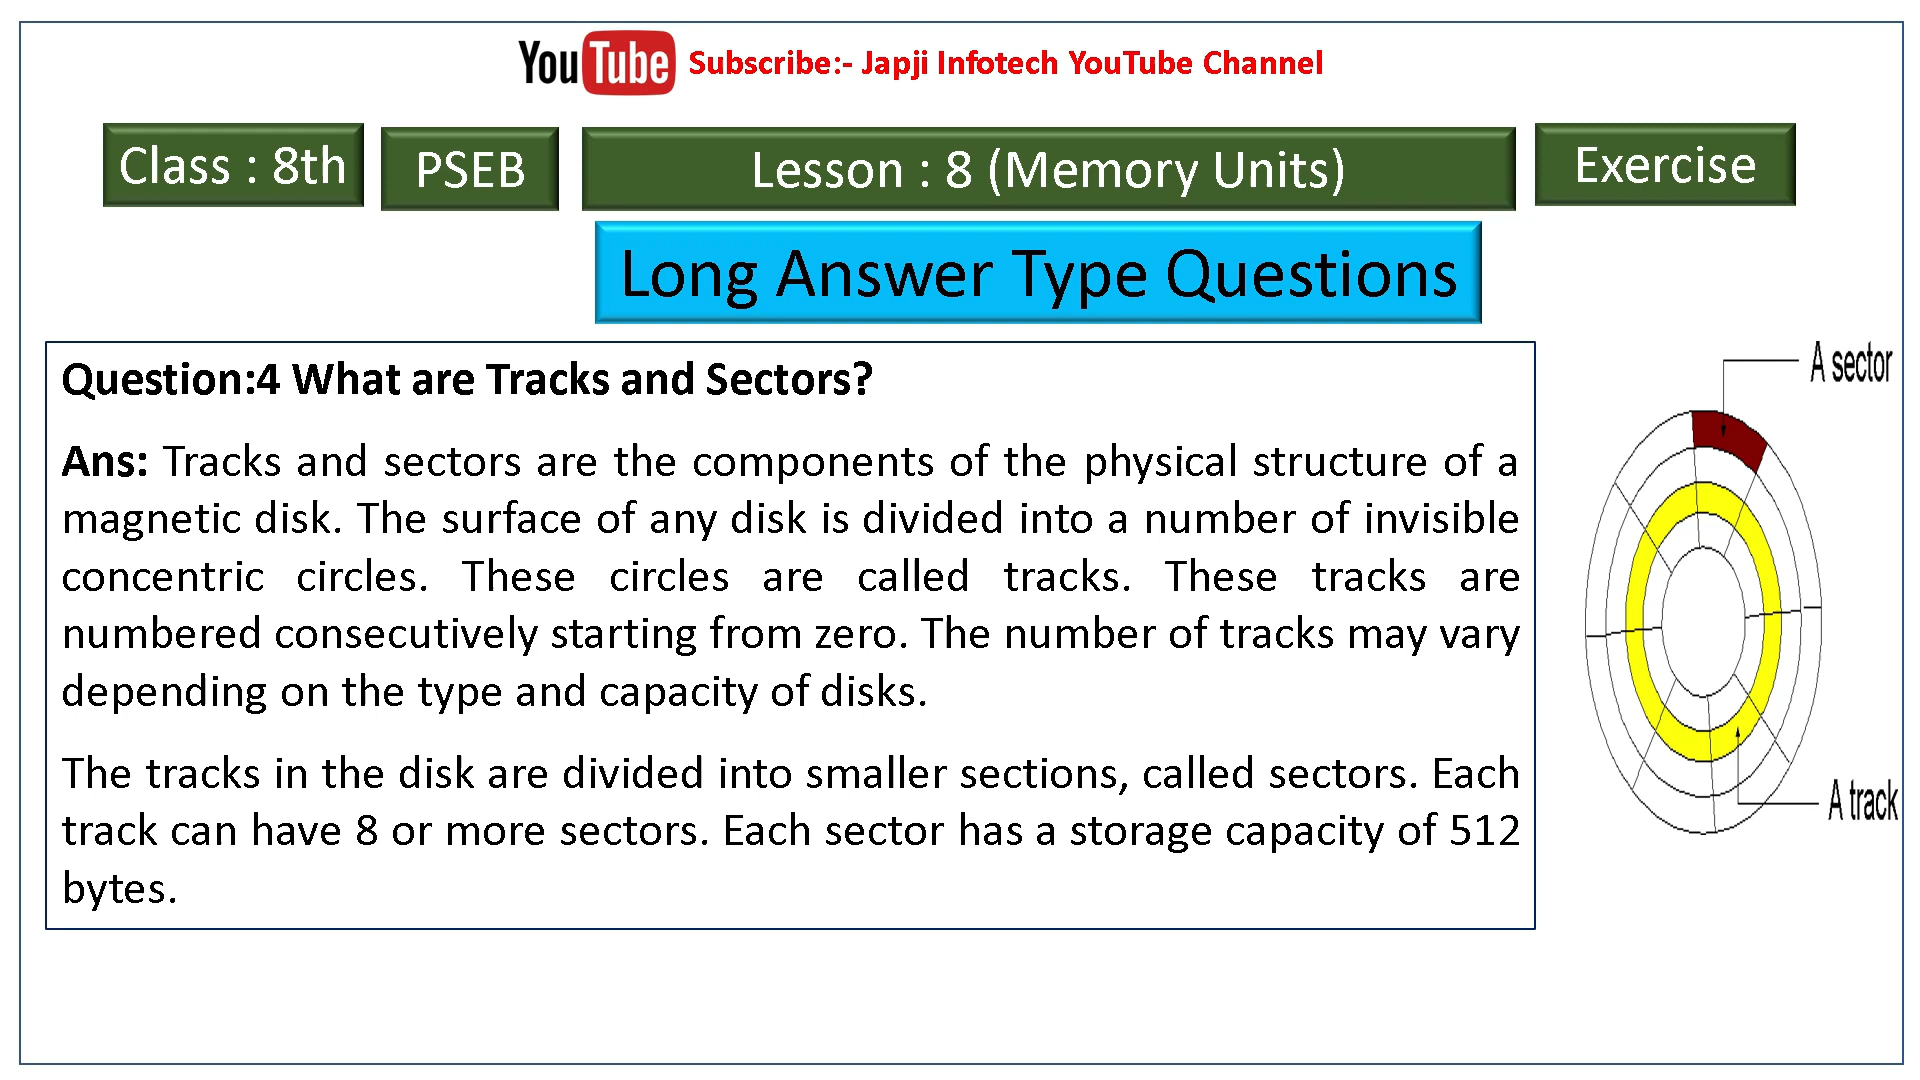 YouTube Subscribe:- Japji Infotech YouTube Channel
Class : 8th PSEB Lesson : 8 (Memory Units) Exercise
Long Answer Type Questions
Question:4 What are Tracks and Sectors?
Ans: Tracks and sectors are the components of the physical structure of a
magnetic disk. The surface of any disk is divided into a number of invisible
concentric circles. These circles are called tracks. These tracks are
numbered consecutively starting from zero. The number of tracks may vary
depending on the type and capacity of disks.
The tracks in the disk are divided into smaller sections, called sectors. Each
track can have 8 or more sectors. Each sector has a storage capacity of 512
bytes.
A sector
A track